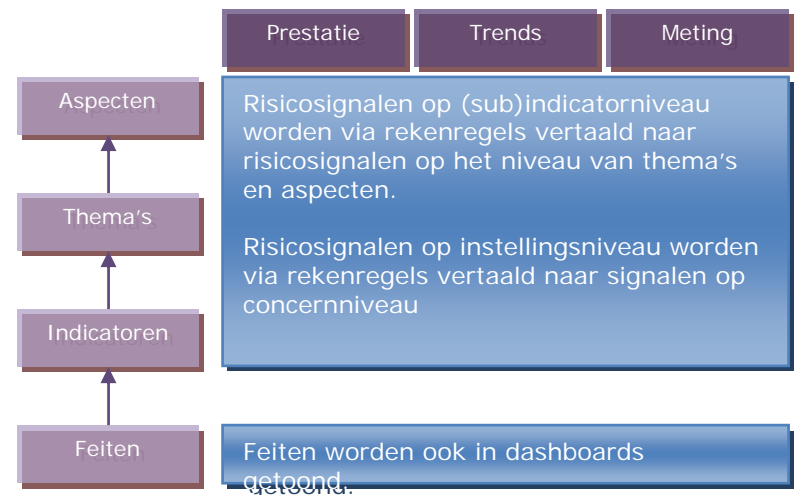 Prestatie
Trends
Meting
Aspecten
Risicosignalen op (sub)indicatorniveau
worden via rekenregels vertaald naar
risicosignalen op het niveau van thema's
en aspecten.
Thema's
Risicosignalen op instellingsniveau worden
via rekenregels vertaald naar signalen op
concernniveau
Indicatoren
Feiten
Feiten worden ook in dashboards
getoond.